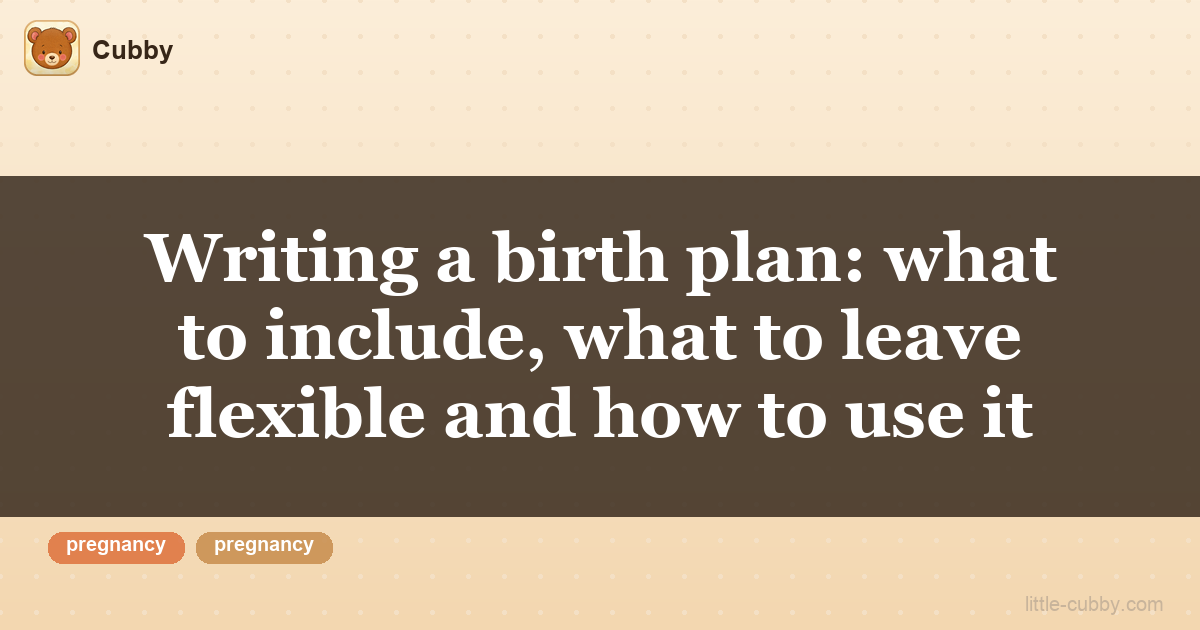 Cubby
Writing a birth plan: what
to include, what to leave
flexible and how to use it
pregnancy
pregnancy
little-cubby.com